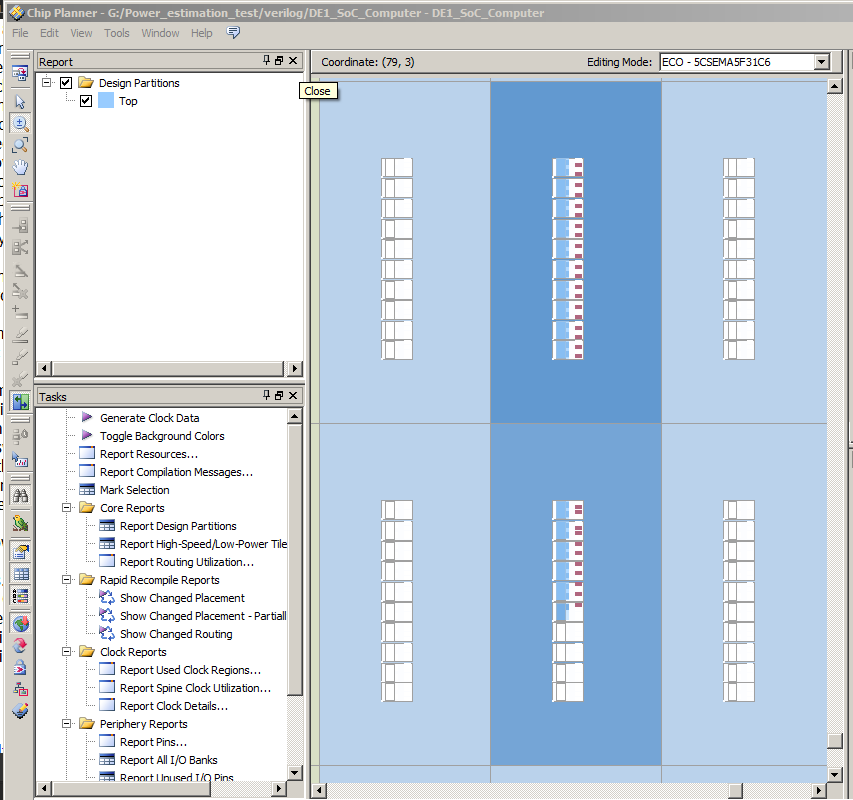 Chip Planner - G:/Power_estimation_test/verilog/DE1_SoC_Computer - DE1_SoC_Computer
File Edit View Tools Window Help
Report
Coordinate: (79, 3)
Editing Mode: ECO - 5CSEMA5F31C6
Design Partitions
Close
Top
Tasks
Generate Clock Data
Toggle Background Colors
Report Resources...
Report Compilation Messages...
Mark Selection
Core Reports
Report Design Partitions
Report High-Speed/Low-Power Tile
Report Routing Utilization...
Rapid Recompile Reports
Show Changed Placement
Show Changed Placement - Partiall
Show Changed Routing
Clock Reports
Report Used Clock Regions...
Report Spine Clock Utilization...
Report Clock Details...
Periphery Reports
Report Pins...
Report All I/O Banks
Report Unused I/O Pins